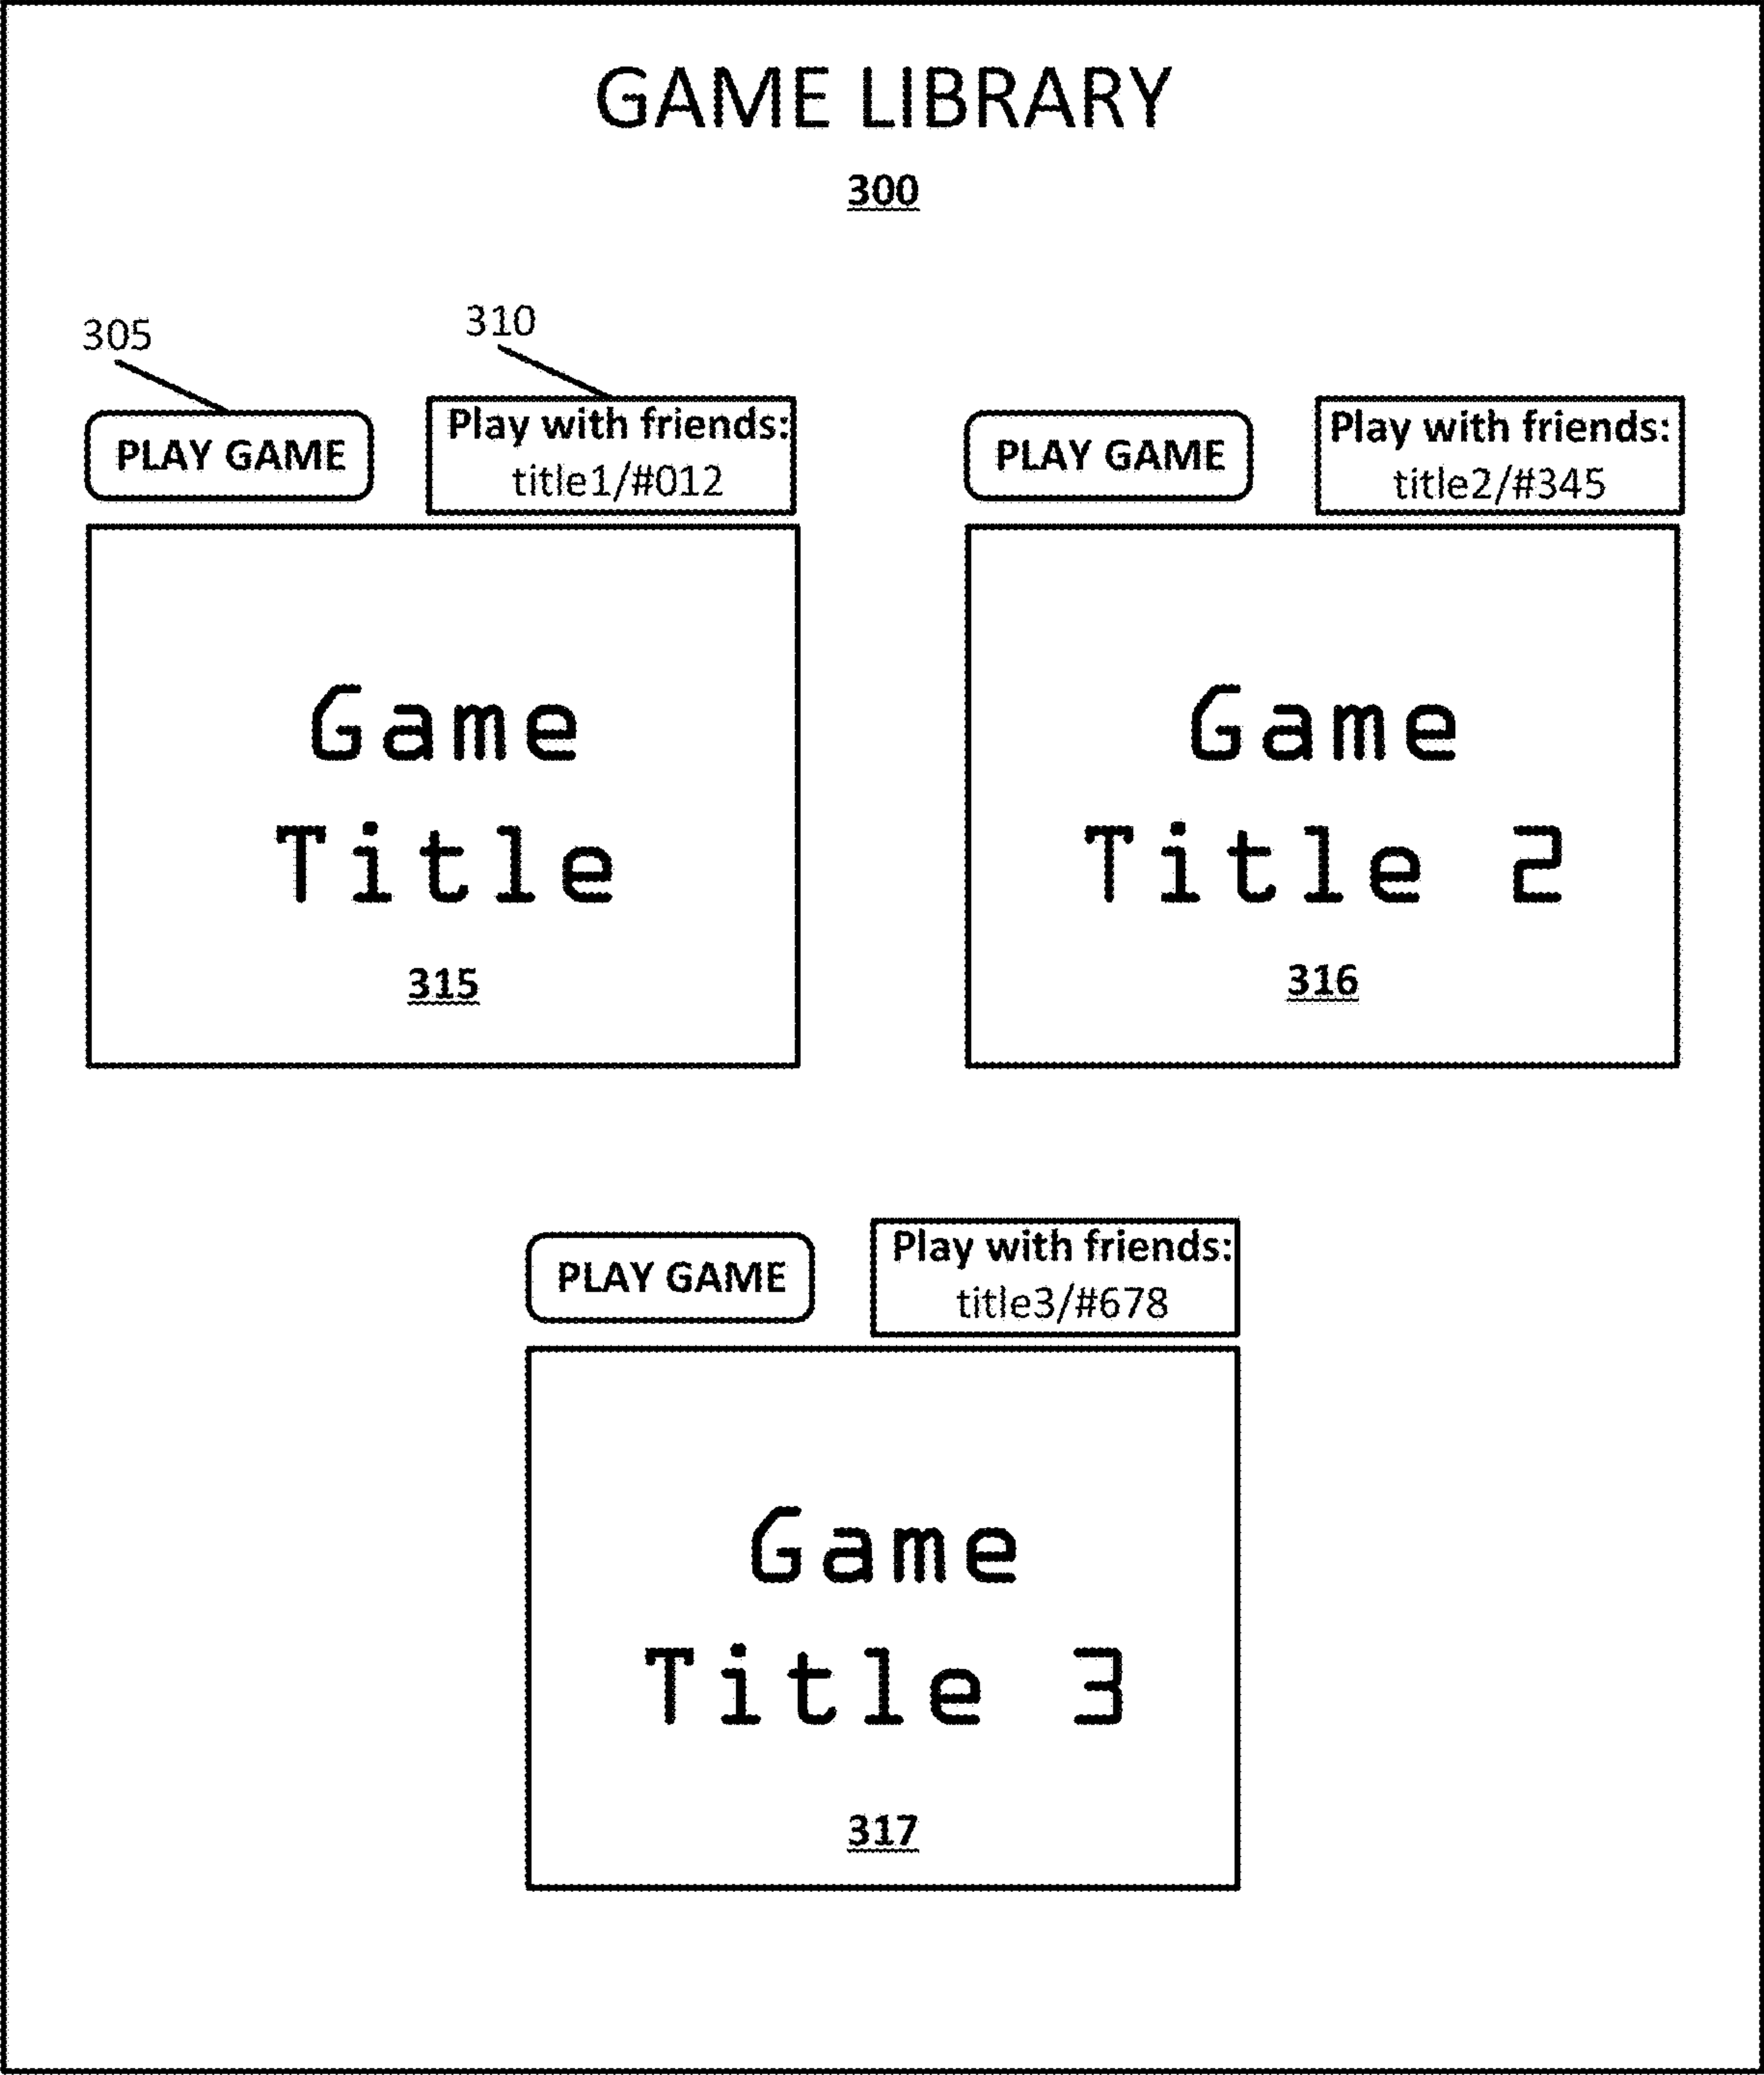 GAME LIBRARY
300
305
310
PLAY GAME
Play with friends:
title1/#012
PLAY GAME
Play with friends:
title2/#345
Game
Title
315
Game
Title 2
316
PLAY GAME
Play with friends:
title3/#678
Game
Title 3
317